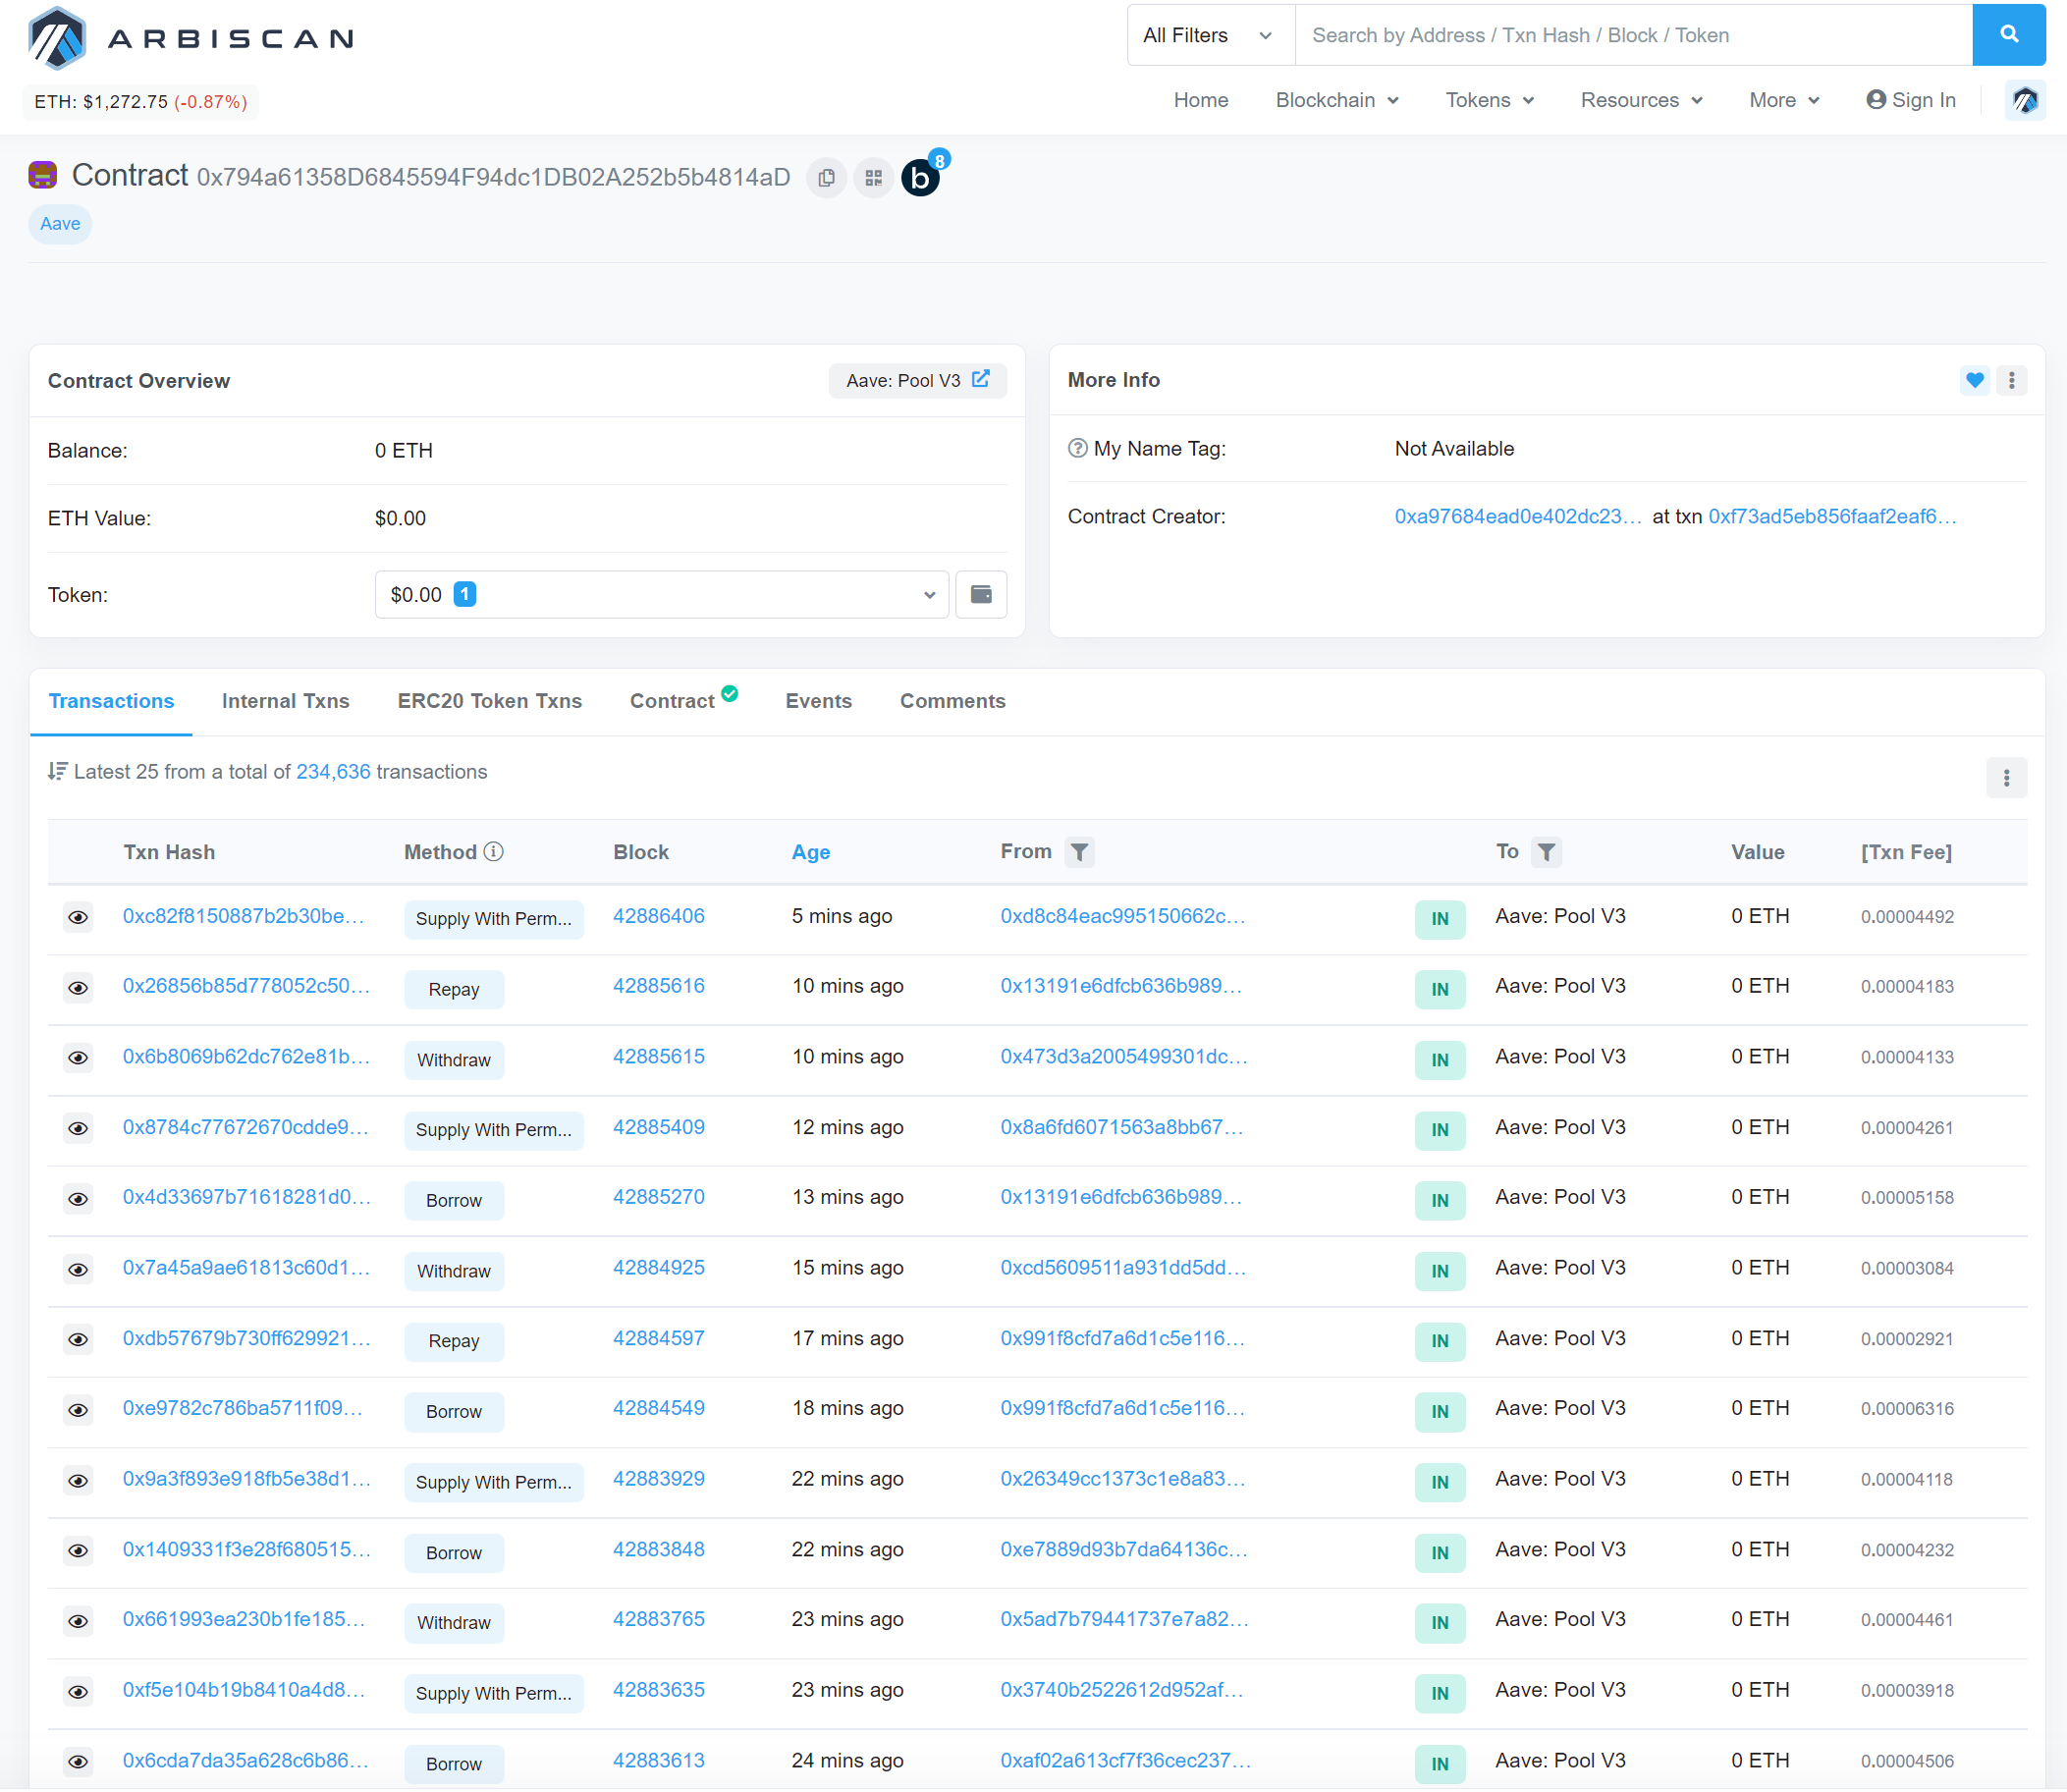 ARBISCAN
All Filters Search by Address / Txn Hash / Block / Token
ETH: $1,272.75 (-0.87%)
Home Blockchain Tokens Resources More Sign In
Contract 0x794a61358D6845594F94dc1DB02A252b5b4814aD b 8
Aave
Contract Overview Aave: Pool V3
Balance: 0 ETH
ETH Value: $0.00
Token: $0.00 1
More Info
My Name Tag: Not Available
Contract Creator: 0xa97684ead0e402dc23... at txn 0xf73ad5eb856faaf2eaf6...
Transactions Internal Txns ERC20 Token Txns Contract Events Comments
Latest 25 from a total of 234,636 transactions
Txn Hash Method Block Age From To Value [Txn Fee]
0xc82f8150887b2b30be... Supply With Perm... 42886406 5 mins ago 0xd8c84eac995150662c... IN Aave: Pool V3 0 ETH 0.00004492
0x26856b85d778052c50... Repay 42885616 10 mins ago 0x13191e6dfcb636b989... IN Aave: Pool V3 0 ETH 0.00004183
0x6b8069b62dc762e81b... Withdraw 42885615 10 mins ago 0x473d3a2005499301dc... IN Aave: Pool V3 0 ETH 0.00004133
0x8784c77672670cdde9... Supply With Perm... 42885409 12 mins ago 0x8a6fd6071563a8bb67... IN Aave: Pool V3 0 ETH 0.00004261
0x4d33697b71618281d0... Borrow 42885270 13 mins ago 0x13191e6dfcb636b989... IN Aave: Pool V3 0 ETH 0.00005158
0x7a45a9ae61813c60d1... Withdraw 42884925 15 mins ago 0xcd5609511a931dd5dd... IN Aave: Pool V3 0 ETH 0.00003084
0xdb57679b730ff629921... Repay 42884597 17 mins ago 0x991f8cfd7a6d1c5e116... IN Aave: Pool V3 0 ETH 0.00002921
0xe9782c786ba5711f09... Borrow 42884549 18 mins ago 0x991f8cfd7a6d1c5e116... IN Aave: Pool V3 0 ETH 0.00006316
0x9a3f893e918fb5e38d1... Supply With Perm... 42883929 22 mins ago 0x26349cc1373c1e8a83... IN Aave: Pool V3 0 ETH 0.00004118
0x1409331f3e28f680515... Borrow 42883848 22 mins ago 0xe7889d93b7da64136c... IN Aave: Pool V3 0 ETH 0.00004232
0x661993ea230b1fe185... Withdraw 42883765 23 mins ago 0x5ad7b79441737e7a82... IN Aave: Pool V3 0 ETH 0.00004461
0xf5e104b19b8410a4d8... Supply With Perm... 42883635 23 mins ago 0x3740b2522612d952af... IN Aave: Pool V3 0 ETH 0.00003918
0x6cda7da35a628c6b86... Borrow 42883613 24 mins ago 0xaf02a613cf7f36cec237... IN Aave: Pool V3 0 ETH 0.00004506